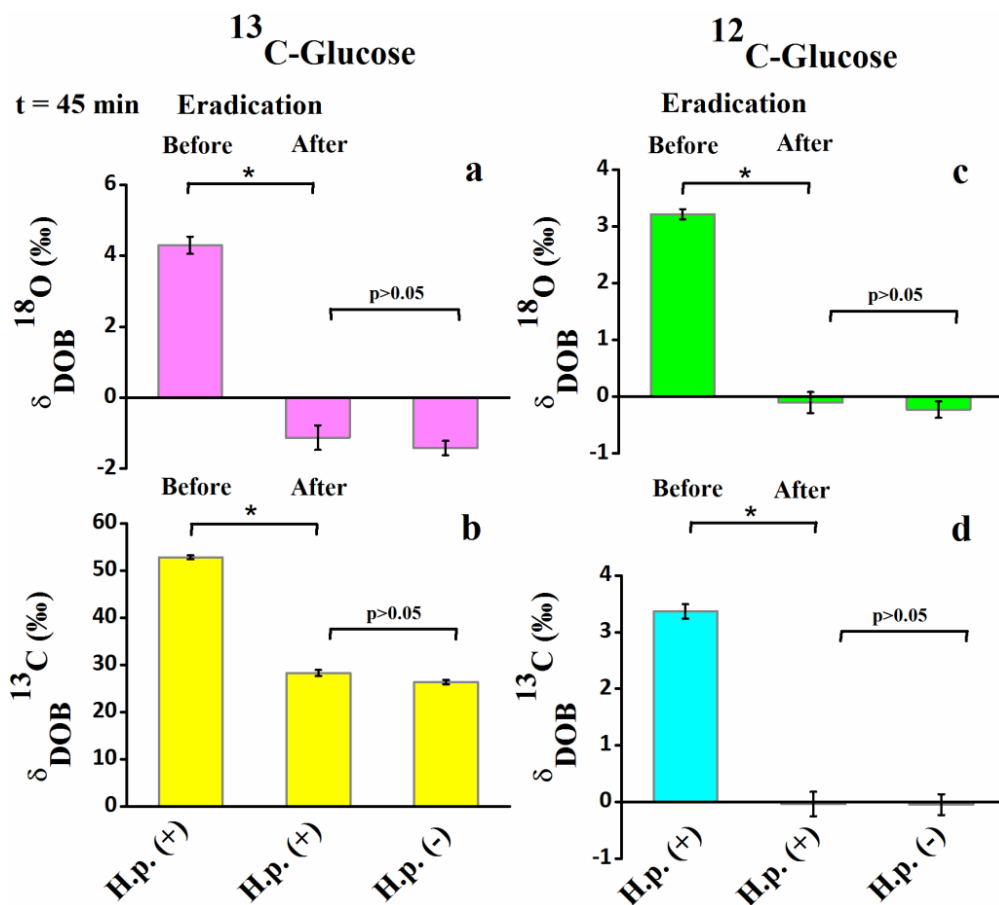 13C-Glucose
12C-Glucose
t = 45 min Eradication
Eradication
Before After
a
*
p>0.05
δDOB18O (‰)
6
4
2
0
-2
Before After
c
*
p>0.05
δDOB18O (‰)
4
3
2
1
0
-1
Before After
b
*
p>0.05
δDOB13C (‰)
60
50
40
30
20
10
0
H.p. (+) H.p. (+) H.p. (-)
Before After
d
*
p>0.05
δDOB13C (‰)
4
3
2
1
0
-1
H.p. (+) H.p. (+) H.p. (-)